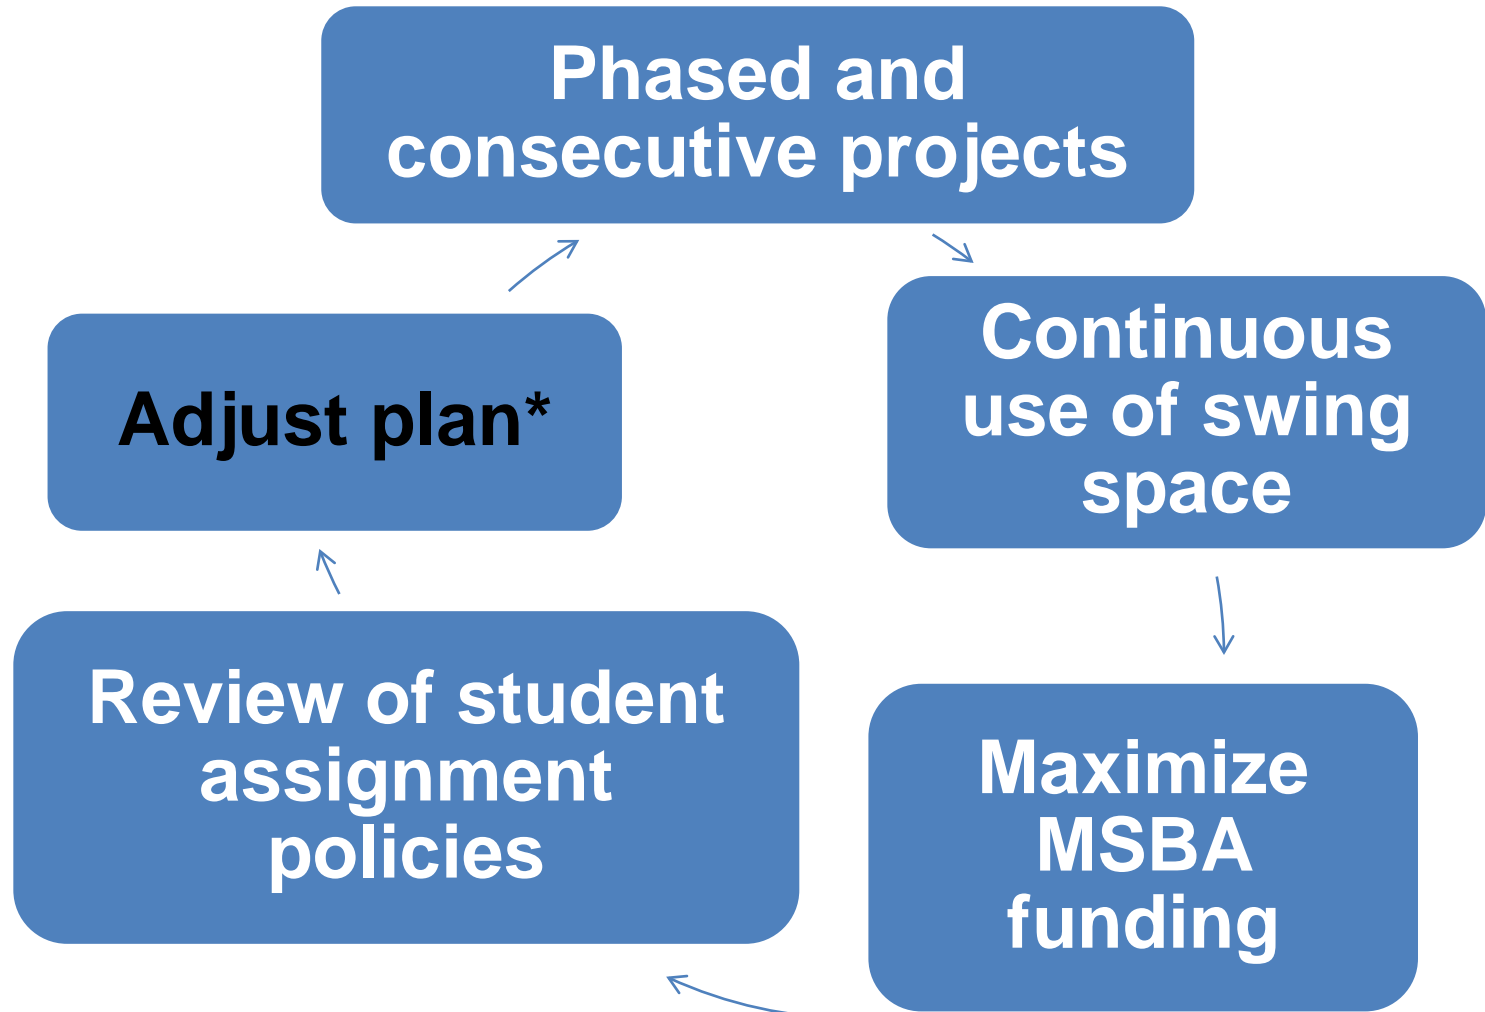 Phased and
consecutive projects
Continuous
use of swing
space
Maximize
MSBA
funding
Review of student
assignment
policies
Adjust plan*